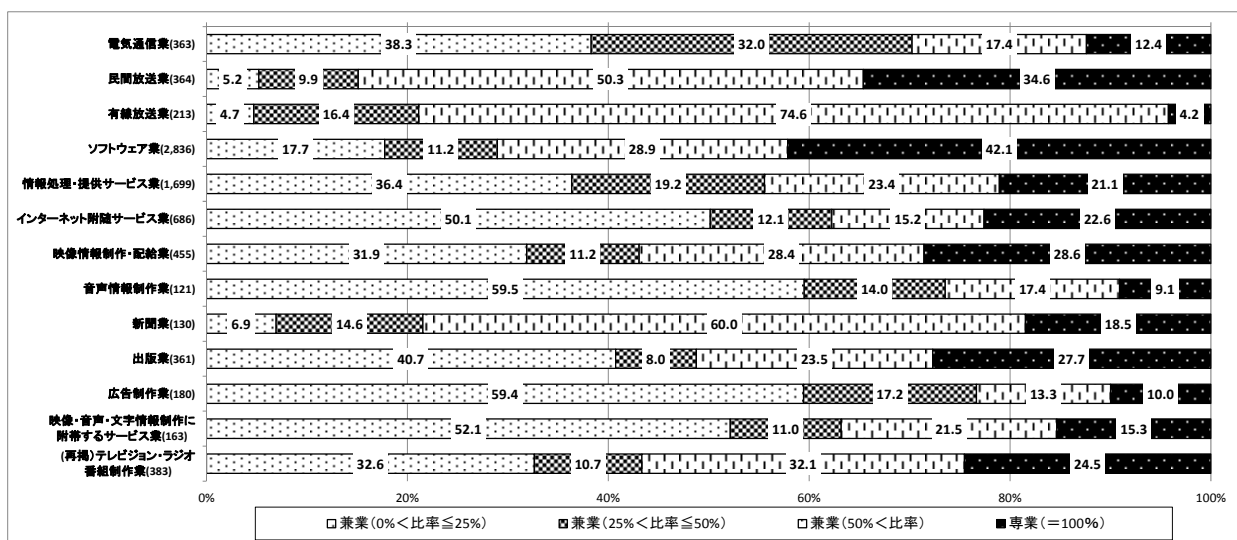 電気通信業(363) 38.3 32.0 17.4 12.4
民間放送業(364) 5.2 9.9 50.3 34.6
有線放送業(213) 4.7 16.4 74.6 4.2
ソフトウェア業(2,836) 17.7 11.2 28.9 42.1
情報処理・提供サービス業(1,699) 36.4 19.2 23.4 21.1
インターネット附随サービス業(686) 50.1 12.1 15.2 22.6
映像情報制作・配給業(455) 31.9 11.2 28.4 28.6
音声情報制作業(121) 59.5 14.0 17.4 9.1
新聞業(130) 6.9 14.6 60.0 18.5
出版業(361) 40.7 8.0 23.5 27.7
広告制作業(180) 59.4 17.2 13.3 10.0
映像・音声・文字情報制作に
附帯するサービス業(163) 52.1 11.0 21.5 15.3
(再掲)テレビジョン・ラジオ
番組制作業(383) 32.6 10.7 32.1 24.5
0% 20% 40% 60% 80% 100%
兼業(0%<比率≦25%) 兼業(25%<比率≦50%) 兼業(50%<比率) 専業(=100%)